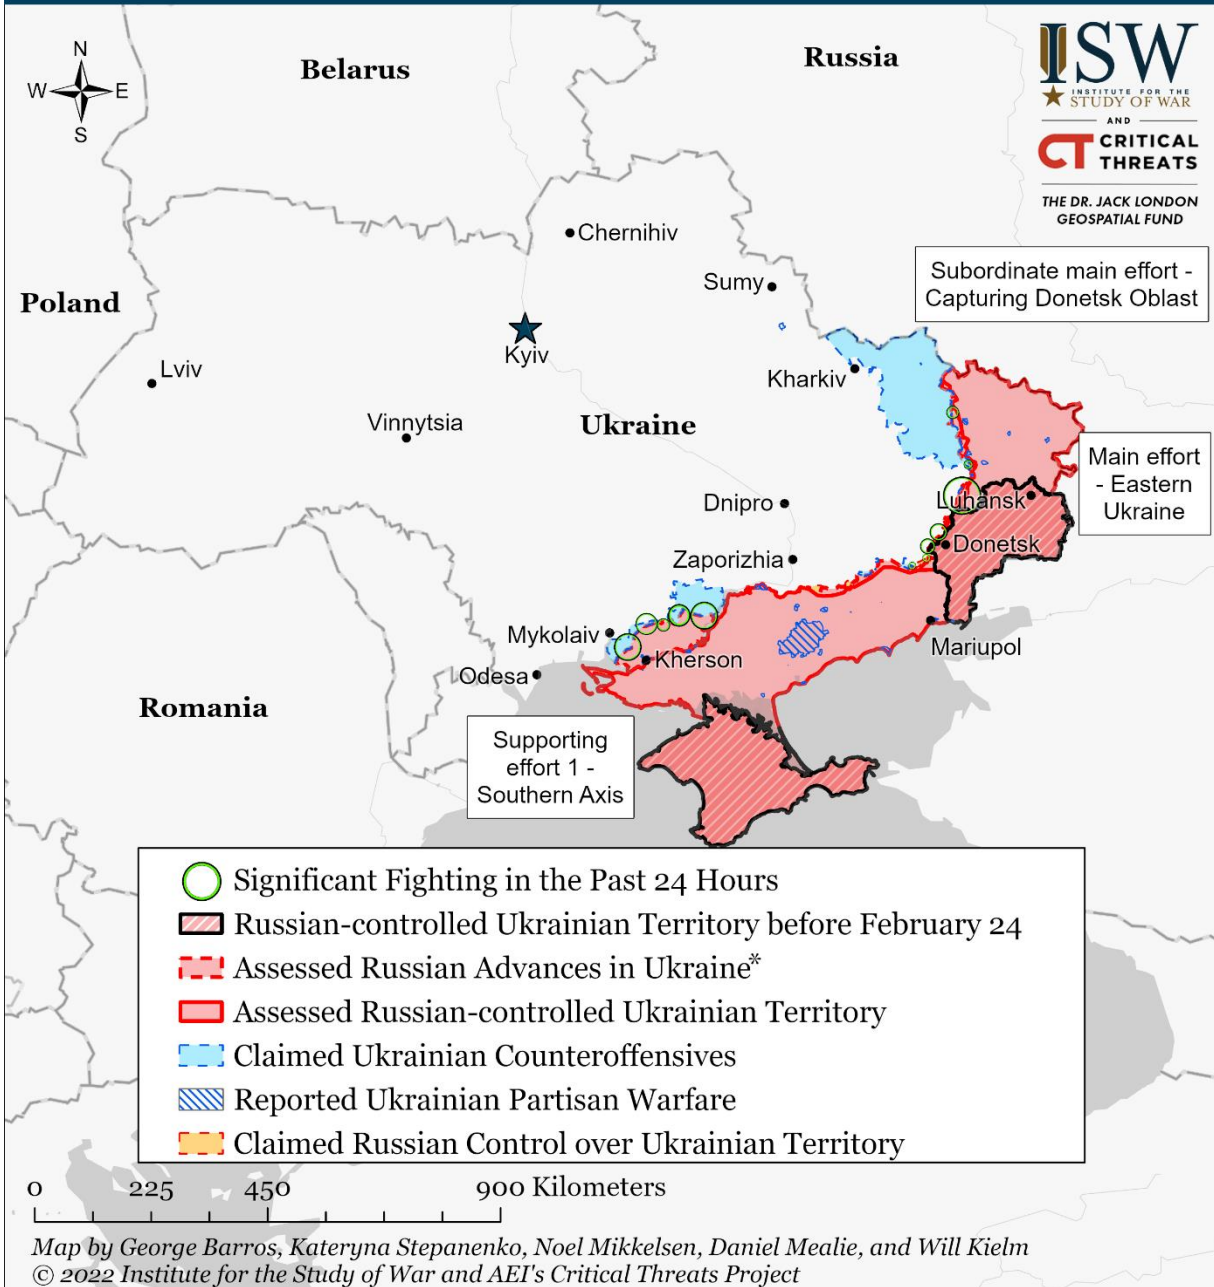 Belarus
Russia
N
W E
S
ISW
INSTITUTE FOR THE
STUDY OF WAR
AND
CT CRITICAL
THREATS
THE DR. JACK LONDON
GEOSPATIAL FUND
Chernihiv
Sumy
Subordinate main effort -
Capturing Donetsk Oblast
Poland
Kyiv
Lviv
Kharkiv
Vinnytsia
Ukraine
Main effort
- Eastern
Ukraine
Dnipro
Luhansk
Donetsk
Zaporizhia
Mykolaiv
Kherson
Mariupol
Odesa
Romania
Supporting
effort 1 -
Southern Axis
Significant Fighting in the Past 24 Hours
Russian-controlled Ukrainian Territory before February 24
Assessed Russian Advances in Ukraine*
Assessed Russian-controlled Ukrainian Territory
Claimed Ukrainian Counteroffensives
Reported Ukrainian Partisan Warfare
Claimed Russian Control over Ukrainian Territory
0 225 450 900 Kilometers
Map by George Barros, Kateryna Stepanenko, Noel Mikkelsen, Daniel Mealie, and Will Kielm
© 2022 Institute for the Study of War and AEI's Critical Threats Project